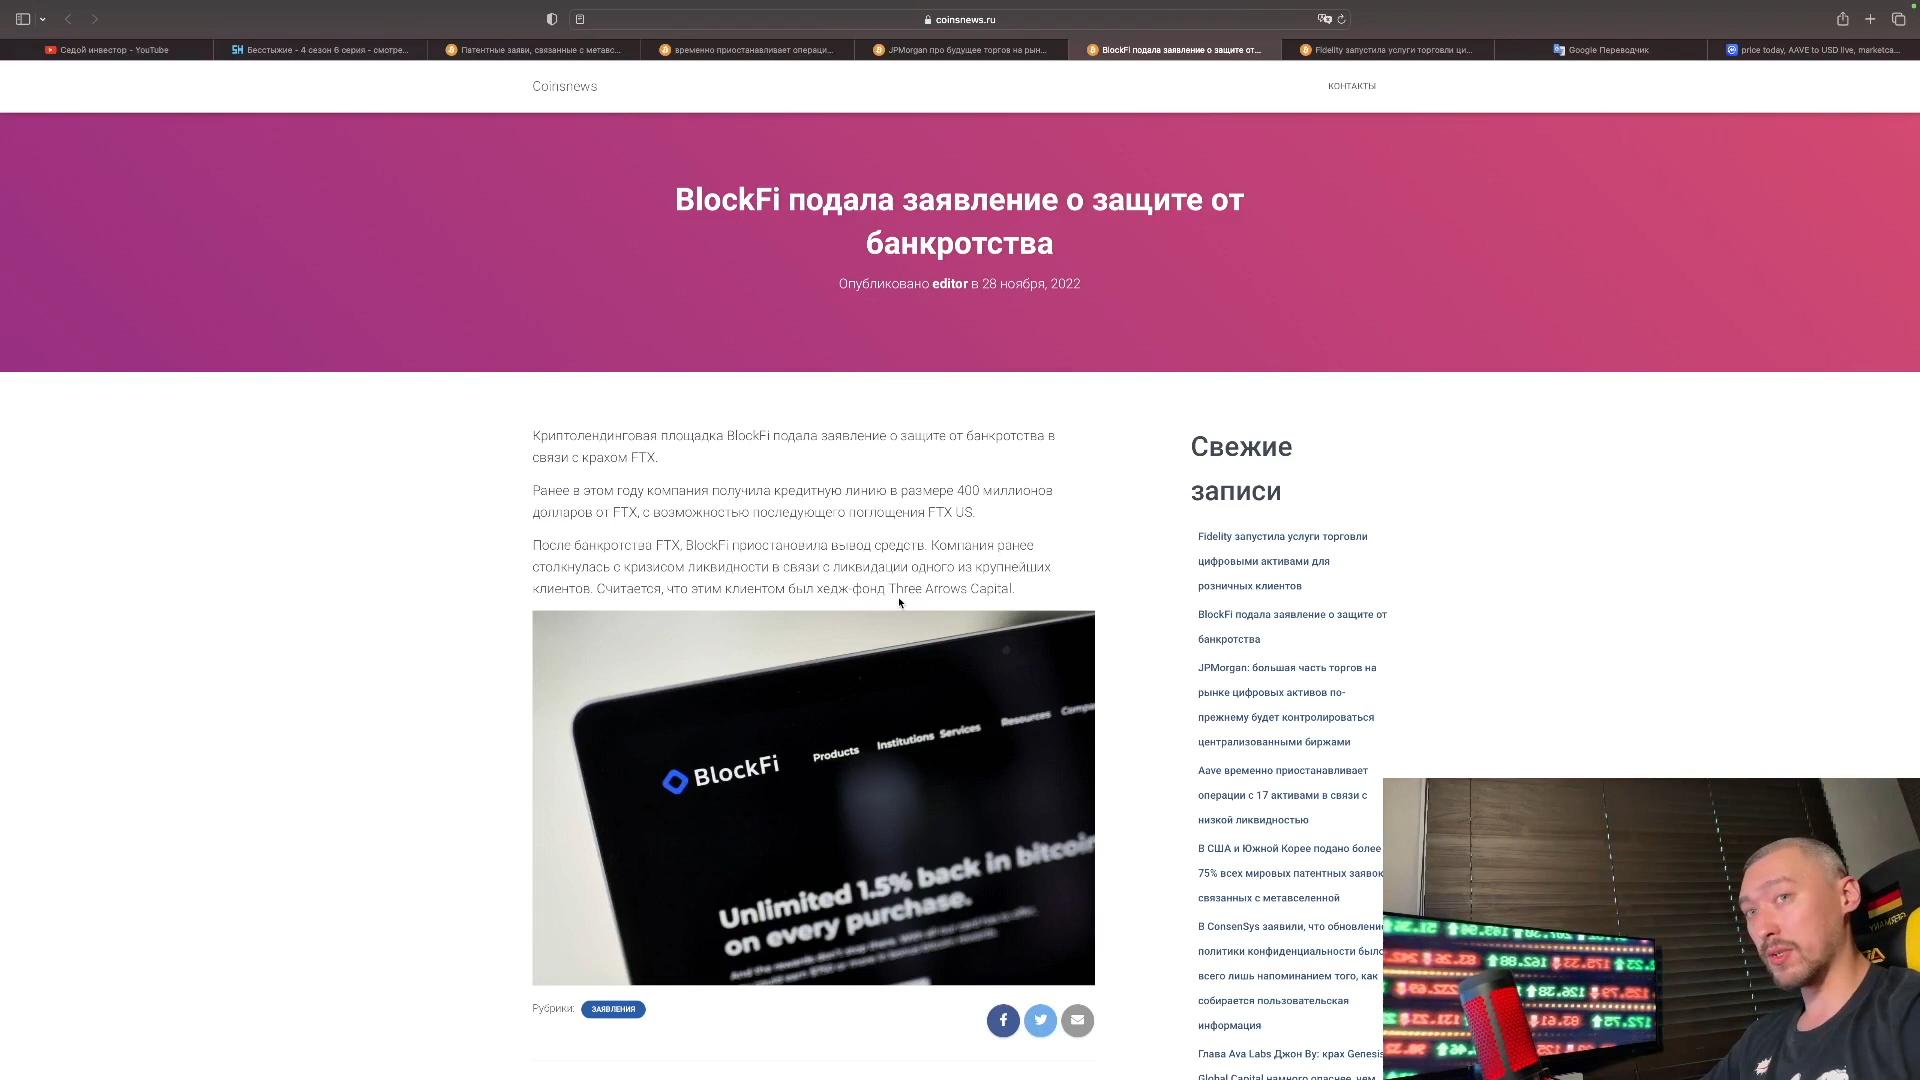 coinsnews.ru
Седой инвестор - YouTube
Бесстыжие - 4 сезон 6 серия - смотре...
Патентные заяви, связанные с метавс...
временно приостанавливает операци...
JPMorgan про будущее торгов на рын...
BlockFi подала заявление о защите от...
Fidelity запустила услуги торговли ци...
Google Переводчик
price today, AAVE to USD live, marketca...
Coinsnews
КОНТАКТЫ
BlockFi подала заявление о защите от
банкротства
Опубликовано editor в 28 ноября, 2022
Криптолендинговая площадка BlockFi подала заявление о защите от банкротства в
связи с крахом FTX.
Ранее в этом году компания получила кредитную линию в размере 400 миллионов
долларов от FTX, с возможностью последующего поглощения FTX US.
После банкротства FTX, BlockFi приостановила вывод средств. Компания ранее
столкнулась с кризисом ликвидности в связи с ликвидации одного из крупнейших
клиентов. Считается, что этим клиентом был хедж-фонд Three Arrows Capital.
BlockFi
Products
Institutions
Services
Resources
Unlimited 1.5% back in bitcoin
on every purchase.
Рубрики:
ЗАЯВЛЕНИЯ
Свежие
записи
Fidelity запустила услуги торговли
цифровыми активами для
розничных клиентов
BlockFi подала заявление о защите от
банкротства
JPMorgan: большая часть торгов на
рынке цифровых активов по-
прежнему будет контролироваться
централизованными биржами
Aave временно приостанавливает
операции с 17 активами в связи с
низкой ликвидностью
В США и Южной Корее подано более
75% всех мировых патентных заявок
связанных с метавселенной
В ConsenSys заявили, что обновление
политики конфиденциальности было
всего лишь напоминанием того, как
собирается пользовательская
информация
Глава Ava Labs Джон Ву: крах Genesis
Global Capital намного опаснее, чем
GERMANY